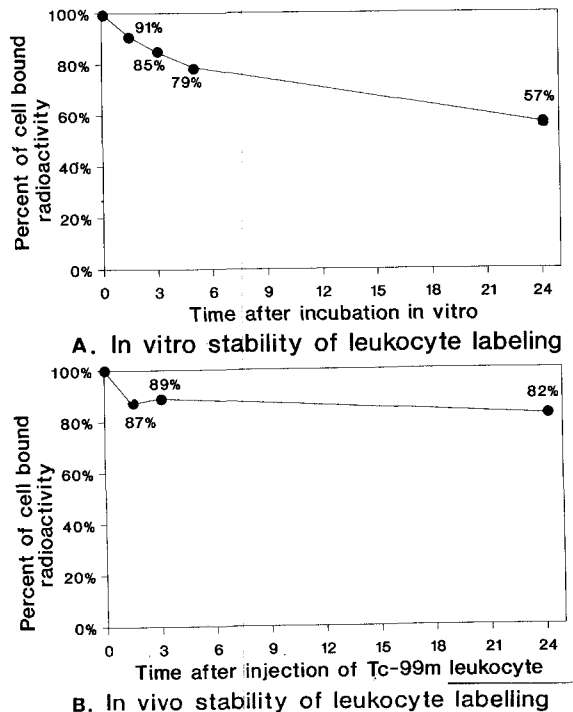 100%
80%
60%
40%
20%
0%
Percent of cell bound
radioactivity
91%
85%
79%
57%
0 3 6 9 12 15 18 21 24
Time after incubation in vitro
A. In vitro stability of leukocyte labeling
100%
80%
60%
40%
20%
0%
Percent of cell bound
radioactivity
87%
89%
82%
0 3 6 9 12 15 18 21 24
Time after injection of Tc-99m leukocyte
B. In vivo stability of leukocyte labelling